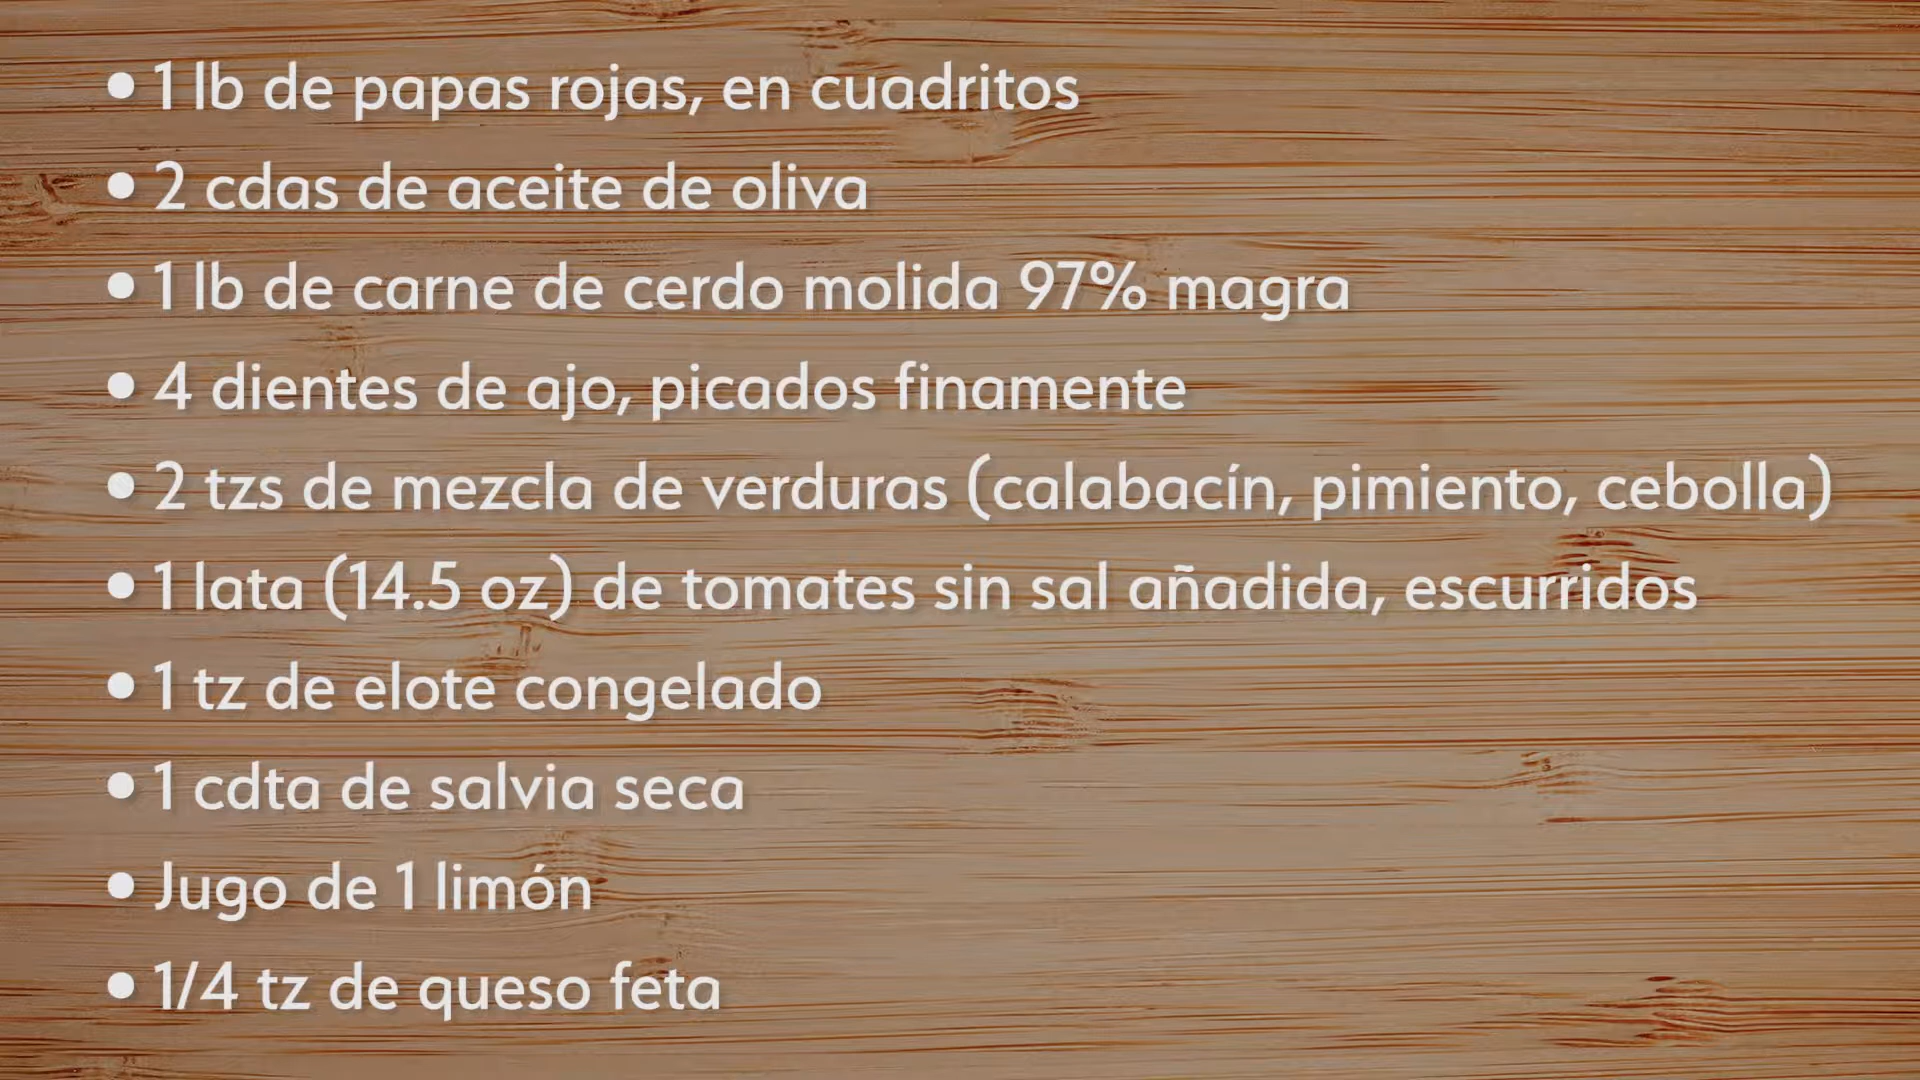 • 1 lb de papas rojas, en cuadritos
• 2 cdas de aceite de oliva
• 1 lb de carne de cerdo molida 97% magra
• 4 dientes de ajo, picados finamente
• 2 tzs de mezcla de verduras (calabacín, pimiento, cebolla)
• 1 lata (14.5 oz) de tomates sin sal añadida, escurridos
• 1 tz de elote congelado
• 1 cdta de salvia seca
• Jugo de 1 limón
• 1/4 tz de queso feta